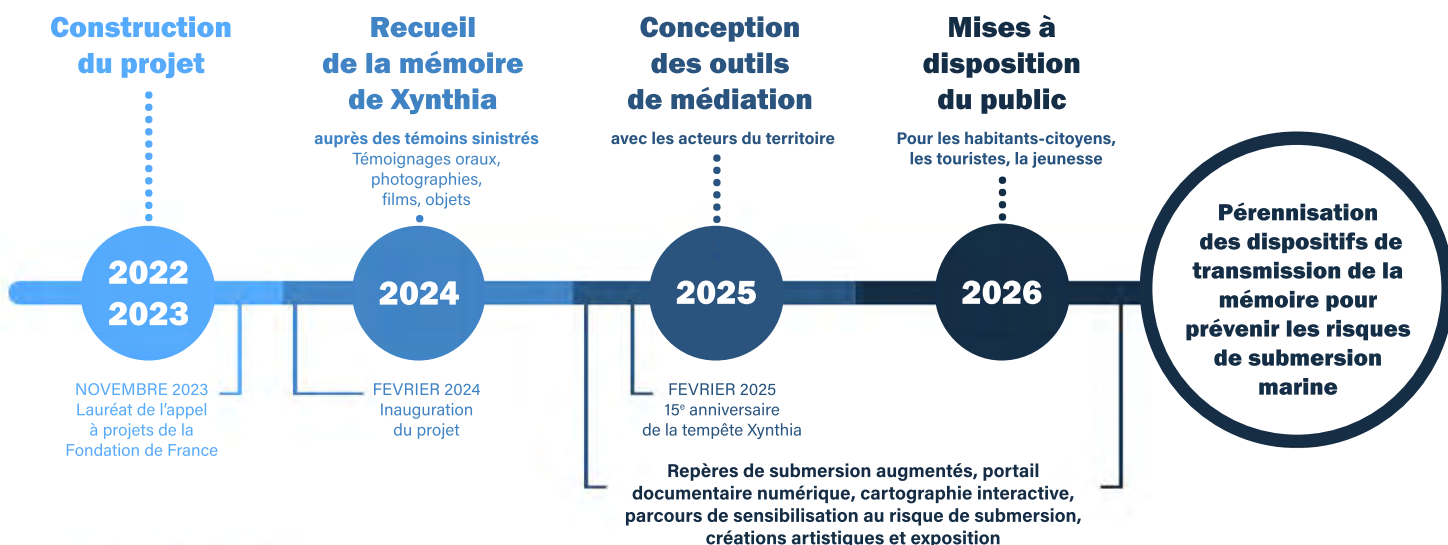 Construction
du projet
2022
2023
NOVEMBRE 2023
Lauréat de l'appel
à projets de la
Fondation de France
Recueil
de la mémoire
de Xynthia
auprès des témoins sinistrés
Témoignages oraux,
photographies,
films, objets
2024
FEVRIER 2024
Inauguration
du projet
Conception
des outils
de médiation
avec les acteurs du territoire
2025
FEVRIER 2025
15e anniversaire
de la tempête Xynthia
Mises à
disposition
du public
Pour les habitants-citoyens,
les touristes, la jeunesse
2026
Repères de submersion augmentés, portail
documentaire numérique, cartographie interactive,
parcours de sensibilisation au risque de submersion,
créations artistiques et exposition
Pérennisation
des dispositifs de
transmission de la
mémoire pour
prévenir les risques
de submersion
marine